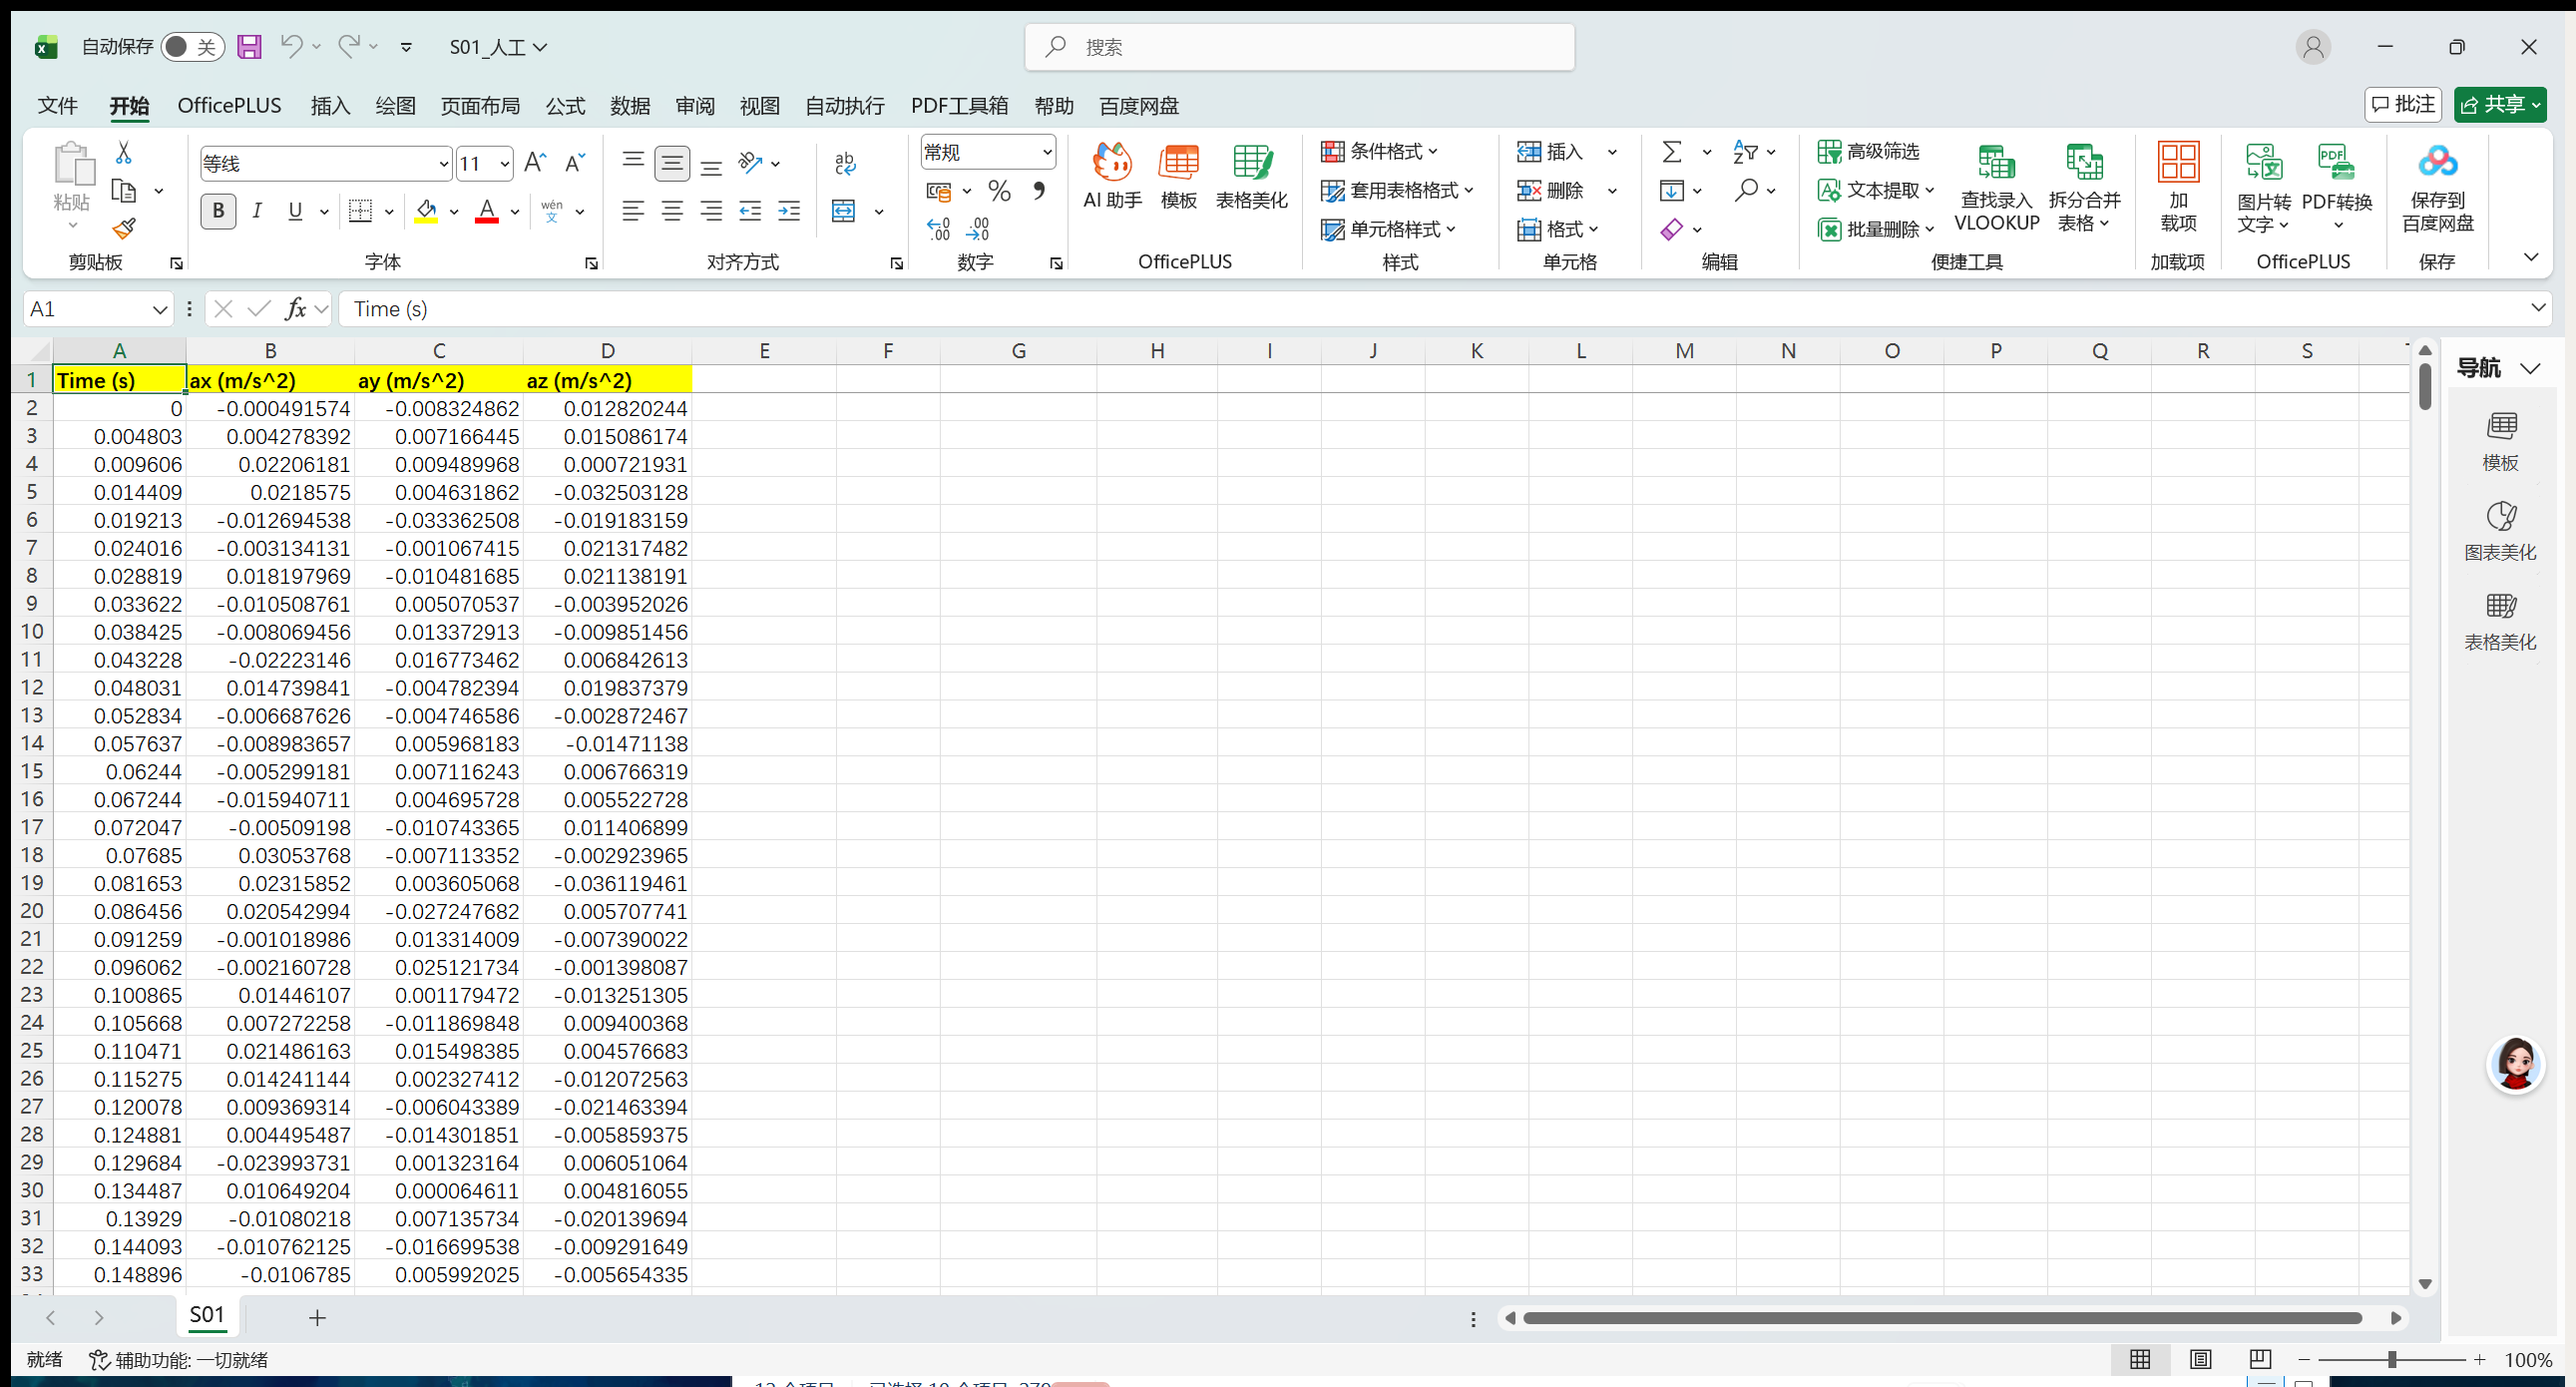 自动保存 关 S01_人工 搜索
文件 开始 OfficePLUS 插入 绘图 页面布局 公式 数据 审阅 视图 自动执行 PDF工具箱 帮助 百度网盘 批注 共享
粘贴 等线 11 常规 AI 助手 模板 表格美化 条件格式 插入 高级筛选 查找录入 VLOOKUP 拆分合并 表格 加 载项 图片转 文字 PDF转换 保存到 百度网盘
套用表格格式 删除 文本提取
单元格样式 格式 批量删除
剪贴板 字体 对齐方式 数字 OfficePLUS 样式 单元格 编辑 便捷工具 加载项 OfficePLUS 保存
A1 fx Time (s)
A B C D E F G H I J K L M N O P Q R S
导航
模板
图表美化
表格美化
1 Time (s) ax (m/s^2) ay (m/s^2) az (m/s^2)
2 0 -0.000491574 -0.008324862 0.012820244
3 0.004803 0.004278392 0.007166445 0.015086174
4 0.009606 0.02206181 0.009489968 0.000721931
5 0.014409 0.0218575 0.004631862 -0.032503128
6 0.019213 -0.012694538 -0.033362508 -0.019183159
7 0.024016 -0.003134131 -0.001067415 0.021317482
8 0.028819 0.018197969 -0.010481685 0.021138191
9 0.033622 -0.010508761 0.005070537 -0.003952026
10 0.038425 -0.008069456 0.013372913 -0.009851456
11 0.043228 -0.02223146 0.016773462 0.006842613
12 0.048031 0.014739841 -0.004782394 0.019837379
13 0.052834 -0.006687626 -0.004746586 -0.002872467
14 0.057637 -0.008983657 0.005968183 -0.01471138
15 0.06244 -0.005299181 0.007116243 0.006766319
16 0.067244 -0.015940711 0.004695728 0.005522728
17 0.072047 -0.00509198 -0.010743365 0.011406899
18 0.07685 0.03053768 -0.007113352 -0.002923965
19 0.081653 0.02315852 0.003605068 -0.036119461
20 0.086456 0.020542994 -0.027247682 0.005707741
21 0.091259 -0.001018986 0.013314009 -0.007390022
22 0.096062 -0.002160728 0.025121734 -0.001398087
23 0.100865 0.01446107 0.001179472 -0.013251305
24 0.105668 0.007272258 -0.011869848 0.009400368
25 0.110471 0.021486163 0.015498385 0.004576683
26 0.115275 0.014241144 0.002327412 -0.012072563
27 0.120078 0.009369314 -0.006043389 -0.021463394
28 0.124881 0.004495487 -0.014301851 -0.005859375
29 0.129684 -0.023993731 0.001323164 0.006051064
30 0.134487 0.010649204 0.000064611 0.004816055
31 0.13929 -0.01080218 0.007135734 -0.020139694
32 0.144093 -0.010762125 -0.016699538 -0.009291649
33 0.148896 -0.0106785 0.005992025 -0.005654335
S01
就绪 辅助功能: 一切就绪 100%